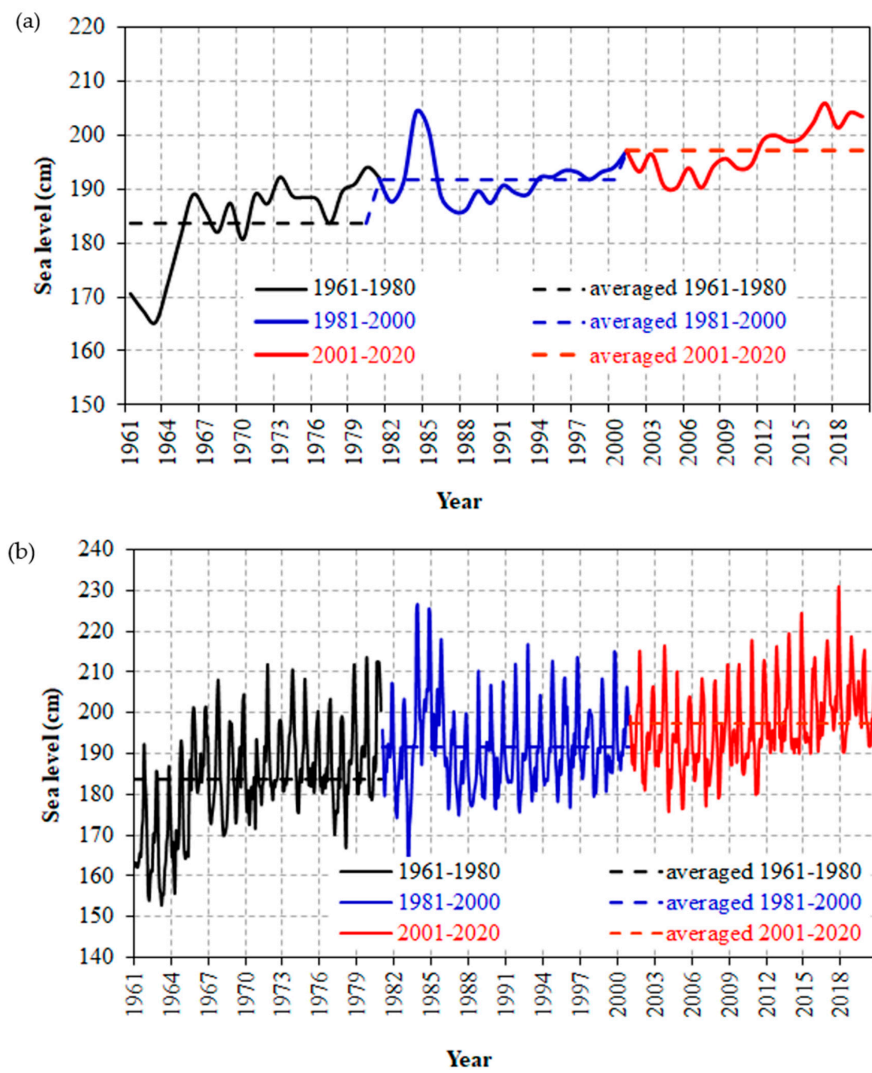 (a)
220
210
200
190
180
170
160
150
Sea level (cm)
1961-1980 averaged 1961-1980
1981-2000 averaged 1981-2000
2001-2020 averaged 2001-2020
1961 1964 1967 1970 1973 1976 1979 1982 1985 1988 1991 1994 1997 2000 2003 2006 2009 2012 2015 2018
Year
(b)
240
230
220
210
200
190
180
170
160
150
140
Sea level (cm)
1961-1980 averaged 1961-1980
1981-2000 averaged 1981-2000
2001-2020 averaged 2001-2020
1961 1964 1967 1970 1973 1976 1979 1982 1985 1988 1991 1994 1997 2000 2003 2006 2009 2012 2015 2018
Year